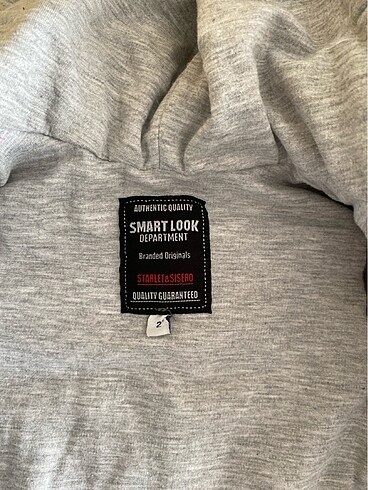 AUTHENTIC QUALITY
SMART LOOK
DEPARTMENT
Branded Originals
STARLET&SISERO
QUALITY GUARANTEED
2